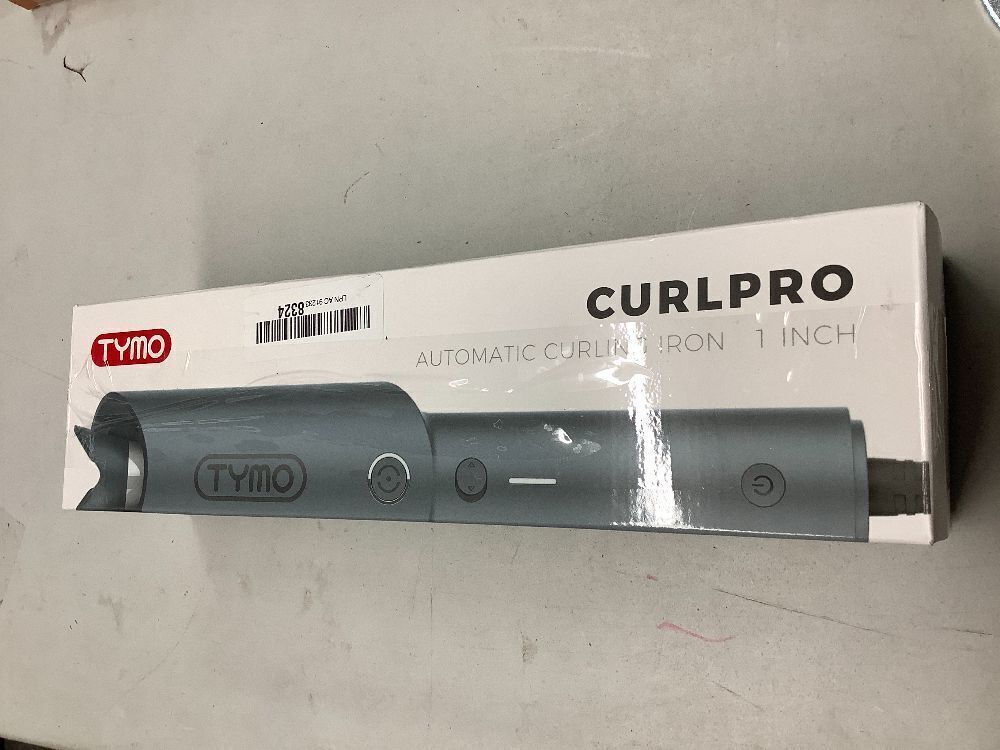 CURLPRO
AUTOMATIC CURLING IRON 1 INCH
TYMO
8324
TYMO